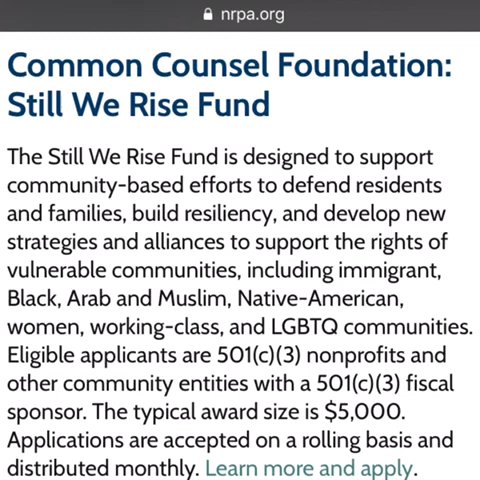 nrpa.org
Common Counsel Foundation:
Still We Rise Fund
The Still We Rise Fund is designed to support
community-based efforts to defend residents
and families, build resiliency, and develop new
strategies and alliances to support the rights of
vulnerable communities, including immigrant,
Black, Arab and Muslim, Native-American,
women, working-class, and LGBTQ communities.
Eligible applicants are 501(c)(3) nonprofits and
other community entities with a 501(c)(3) fiscal
sponsor. The typical award size is $5,000.
Applications are accepted on a rolling basis and
distributed monthly. Learn more and apply.